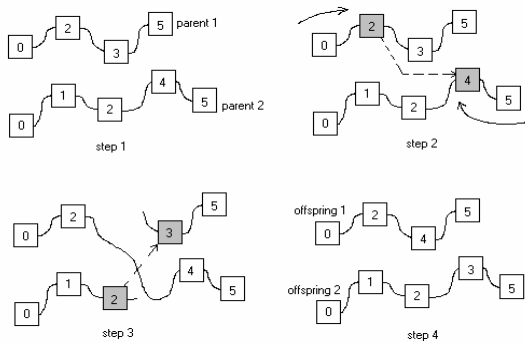 0 2 3 5 parent 1
0 1 2 4 5 parent 2
step 1
0 2 3 5
0 1 2 4 5
step 2
0 2 3 5
0 1 2 4 5
step 3
offspring 1 0 2 4 5
offspring 2 0 1 2 3 5
step 4